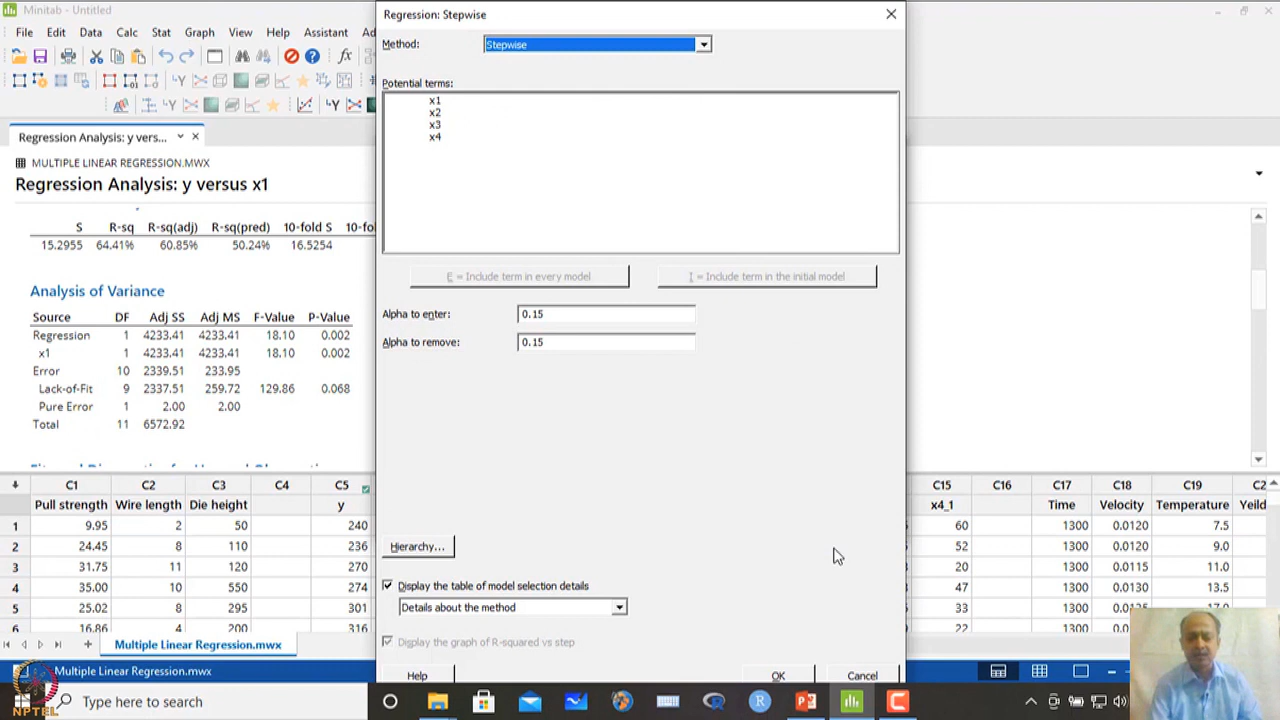 Minitab - Untitled
File Edit Data Calc Stat Graph View Help Assistant
Regression Analysis: y vers...
MULTIPLE LINEAR REGRESSION.MWX
Regression Analysis: y versus x1
S R-sq R-sq(adj) R-sq(pred) 10-fold S 10-fo
15.2955 64.41% 60.85% 50.24% 16.5254
Analysis of Variance
Source DF Adj SS Adj MS F-Value P-Value
Regression 1 4233.41 4233.41 18.10 0.002
x1 1 4233.41 4233.41 18.10 0.002
Error 10 2339.51 233.95
Lack-of-Fit 9 2337.51 259.72 129.86 0.068
Pure Error 1 2.00 2.00
Total 11 6572.92
Regression: Stepwise
Method: Stepwise
Potential terms:
x1
x2
x3
x4
E = Include term in every model I = Include term in the initial model
Alpha to enter: 0.15
Alpha to remove: 0.15
Hierarchy...
Display the table of model selection details
Details about the method
Display the graph of R-squared vs step
Help OK Cancel
C1 C2 C3 C4 C5 C15 C16 C17 C18 C19 C2
Pull strength Wire length Die height y x4_1 Time Velocity Temperature Yeild
1 9.95 2 50 240 60 1300 0.0120 7.5
2 24.45 8 110 236 52 1300 0.0120 9.0
3 31.75 11 120 270 1300 0.0120 11.0
4 35.00 10 550 274 47 1300 0.0130 13.5
5 25.02 8 295 301 33 1300 0.0135 17.0
6 16.86 4 200 316 22 1300
Multiple Linear Regression.mwx
Multiple Linear Regression.mwx
NPTEL
Type here to search